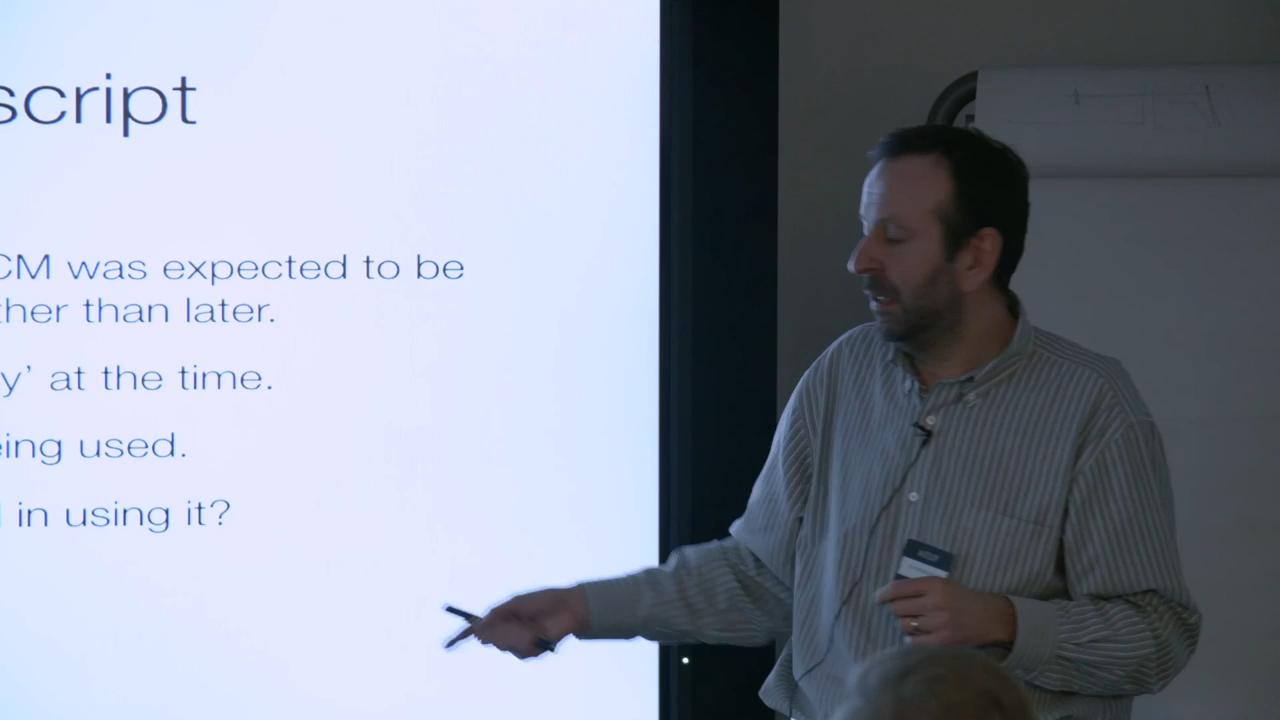 script
CM was expected to be
ther than later.
y' at the time.
eing used.
in using it?